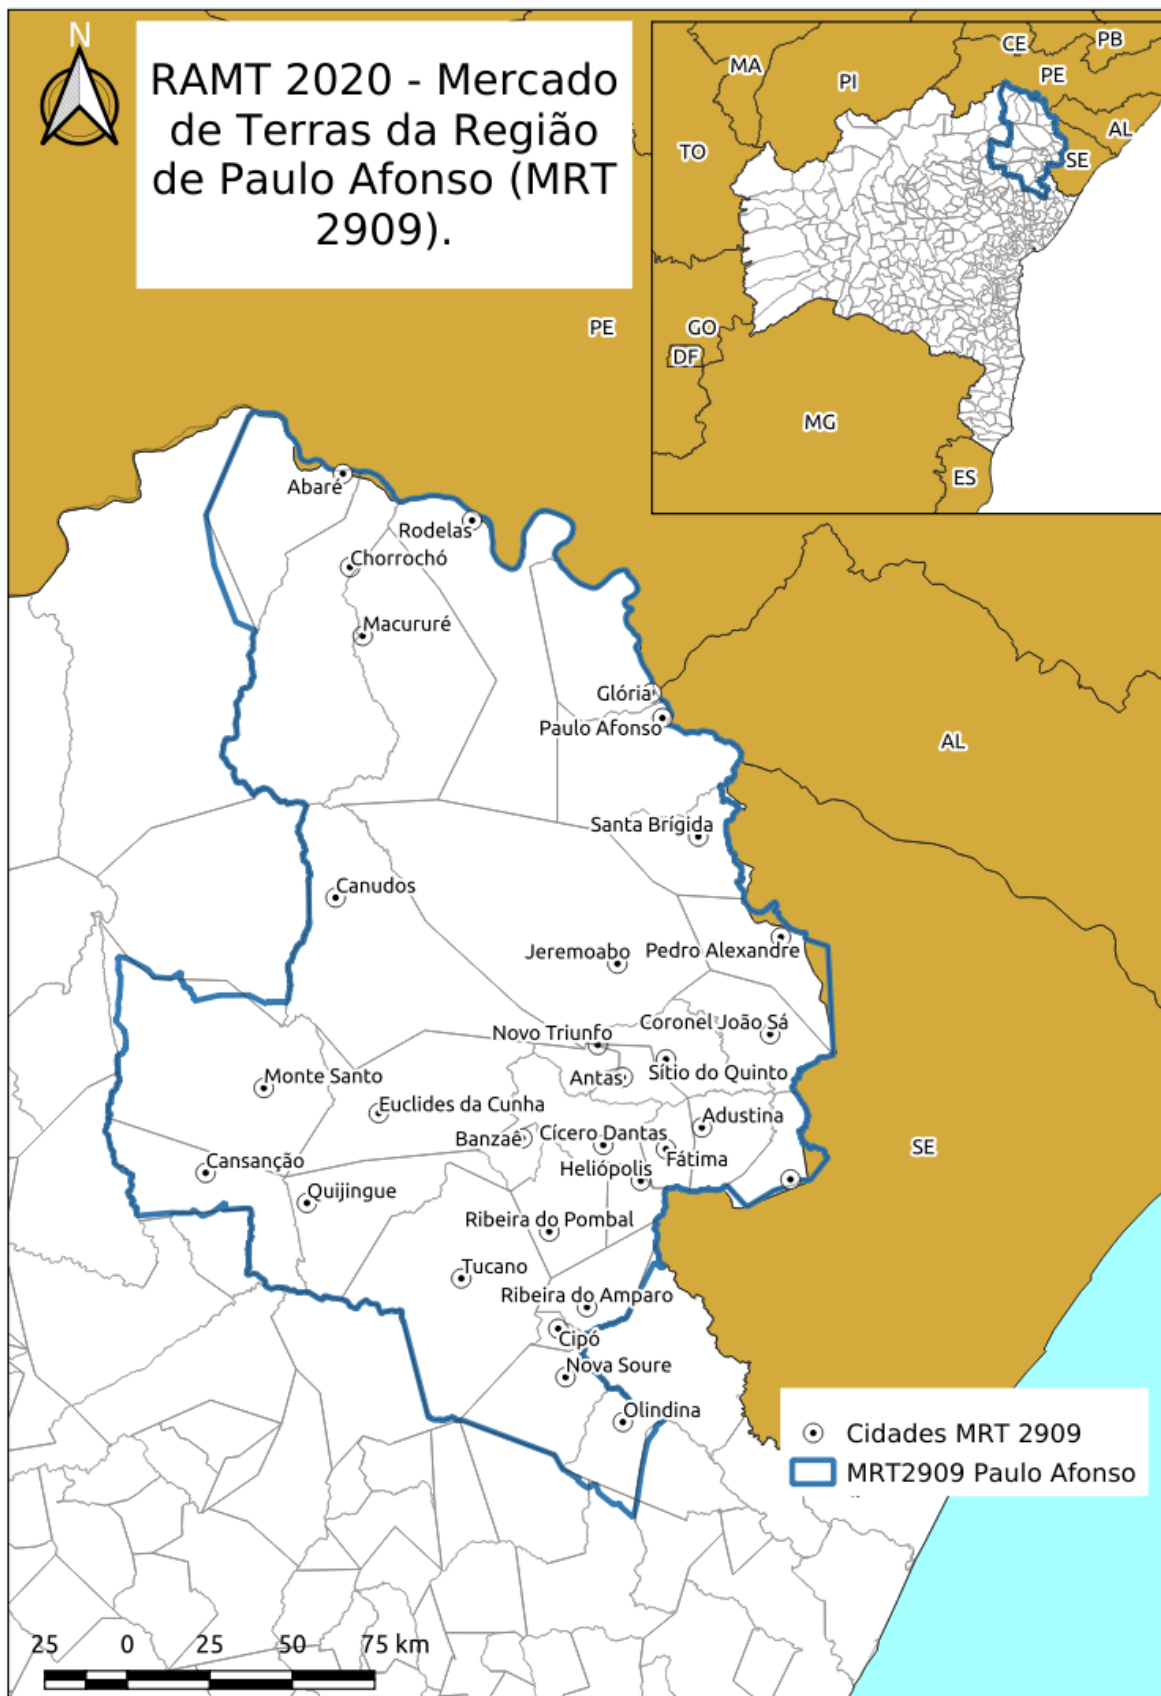 N
RAMT 2020 - Mercado
de Terras da Região
de Paulo Afonso (MRT
2909).
CE
PB
MA
PE
PI
AL
TO
SE
GO
DF
MG
ES
PE
Abaré
Rodelas
Chorrochó
Macururé
Glória
Paulo Afonso
AL
Santa Brígida
Canudos
Jeremoabo
Pedro Alexandre
Novo Triunfo
Coronel João Sá
Antas
Sítio do Quinto
Monte Santo
Euclides da Cunha
Adustina
Banzaê
Cícero Dantas
Fátima
SE
Cansanção
Heliópolis
Quijingue
Ribeira do Pombal
Tucano
Ribeira do Amparo
Cipó
Nova Soure
Olindina
Cidades MRT 2909
MRT2909 Paulo Afonso
25 0 25 50 75 km